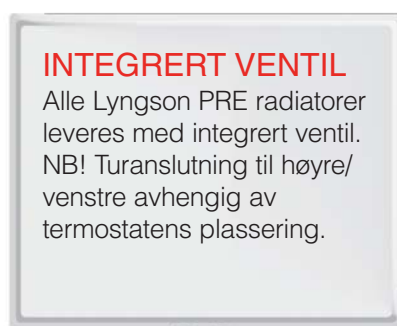 INTEGRERT VENTIL
Alle Lyngson PRE radiatorer
leveres med integrert ventil.
NB! Turanslutning til høyre/
venstre avhengig av
termostatens plassering.